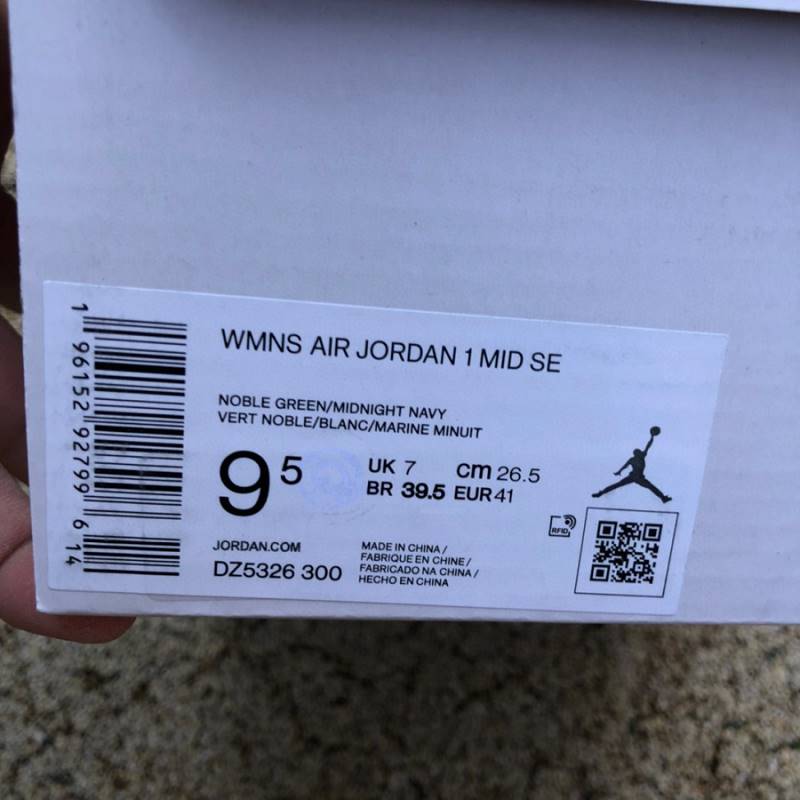 1 96152 92799 6 14
WMNS AIR JORDAN 1 MID SE
NOBLE GREEN/MIDNIGHT NAVY
VERT NOBLE/BLANC/MARINE MINUIT
9 5
UK 7 cm 26.5
BR 39.5 EUR 41
JORDAN.COM
DZ5326 300
MADE IN CHINA /
FABRIQUE EN CHINE /
FABRICADO NA CHINA /
HECHO EN CHINA
RFID